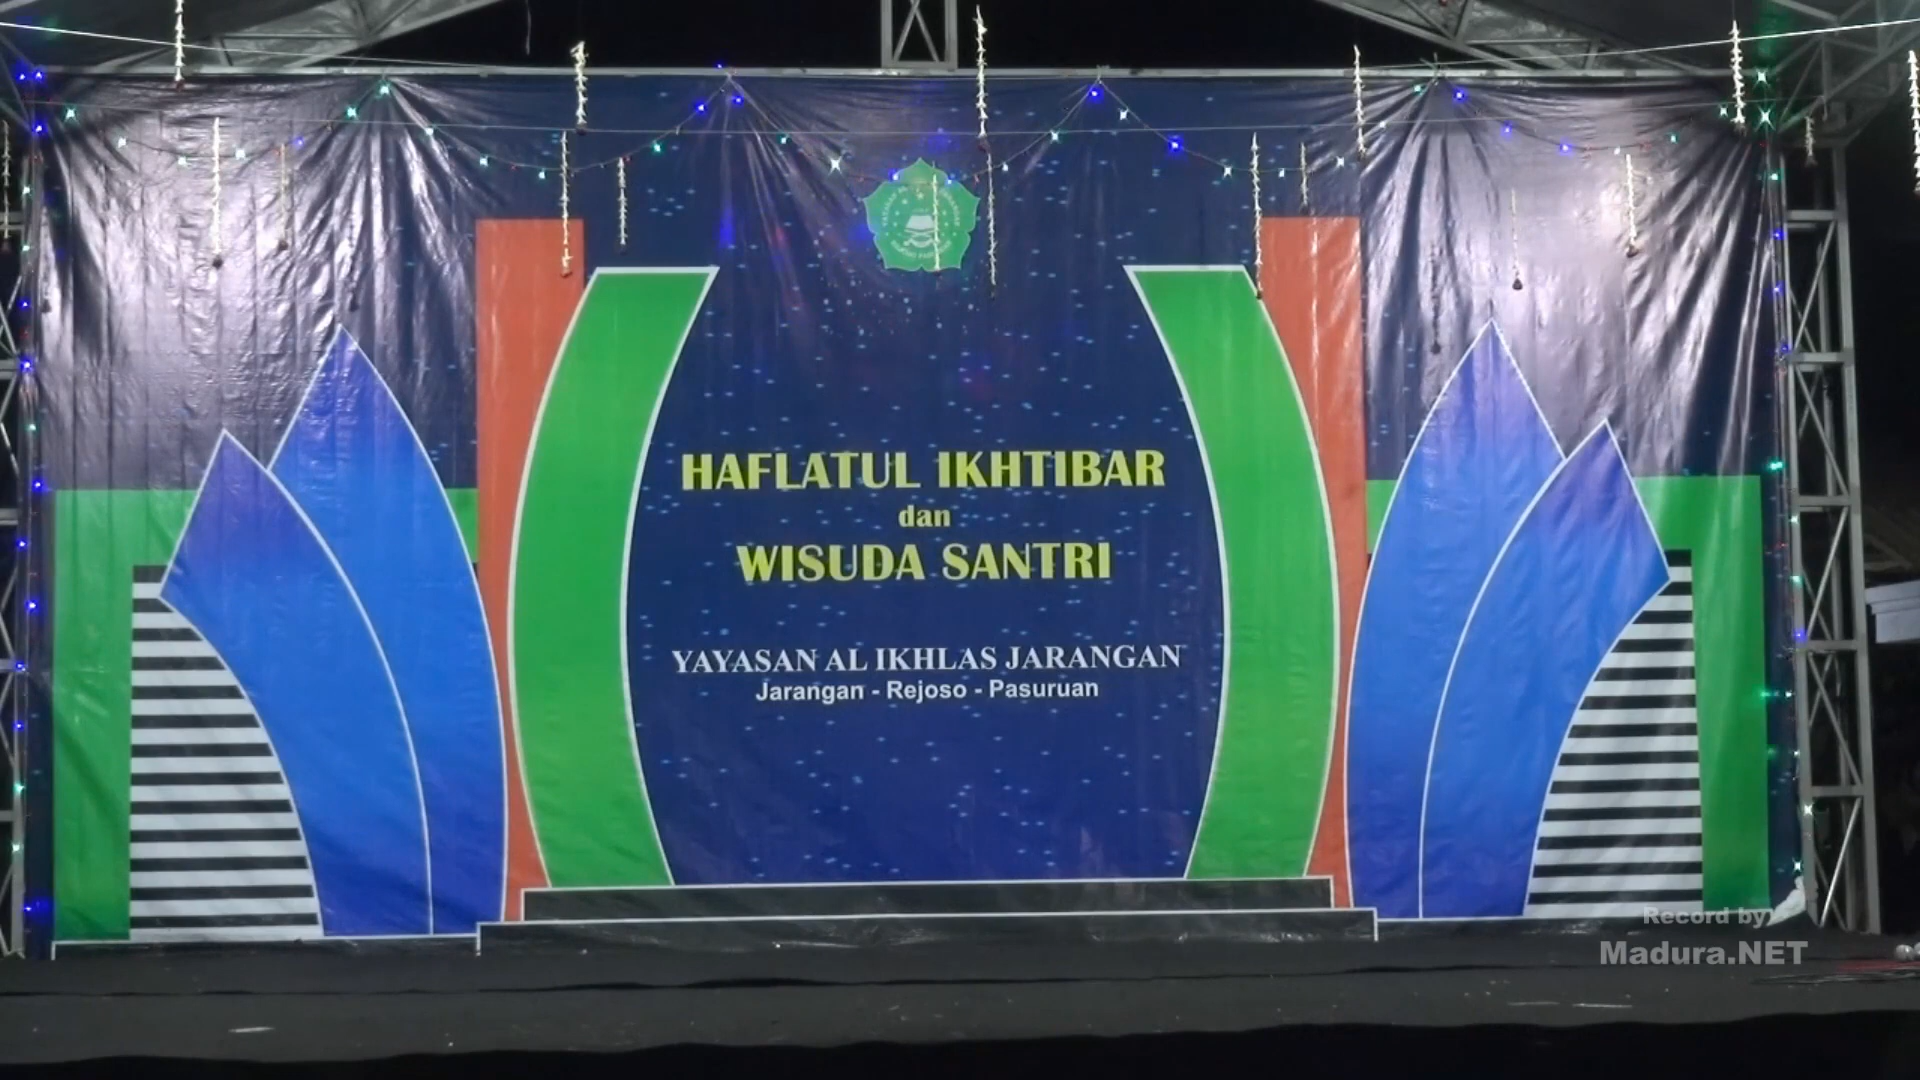 HAFLATUL IKHTIBAR
dan
WISUDA SANTRI
YAYASAN AL IKHLAS JARANGAN
Jarangan - Rejoso - Pasuruan
Record by
Madura.NET